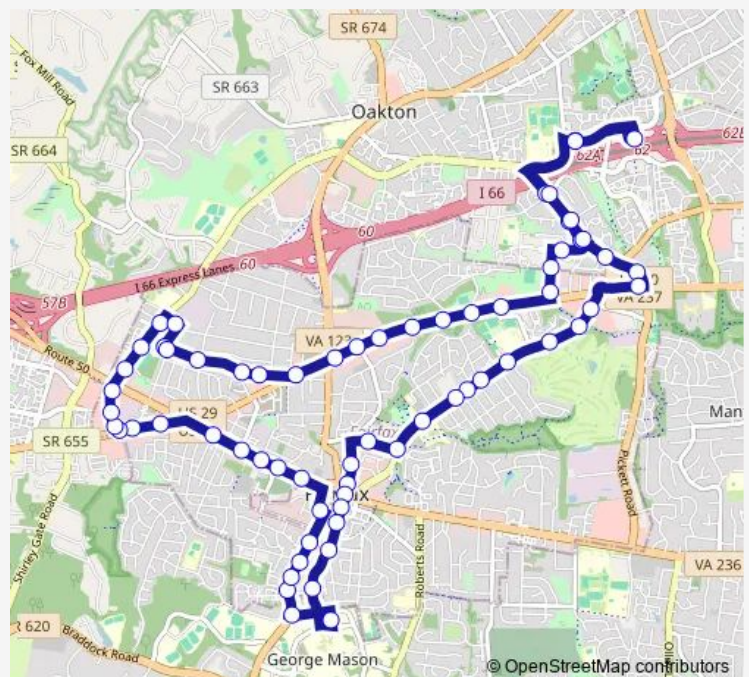 SR 674
Fox Mill Road
SR 663
Oakton
62B
62A
62
SR 664
I 66
60
I 66 Express Lanes
60
57B
VA 237
Route 50
VA 123
US 29
Man
SR 655
Fairfax
Pickett Road
Shirley Gate Road
Roberts Road
VA 236
R 620
Braddock Road
George Mason
© OpenStreetMap contributors